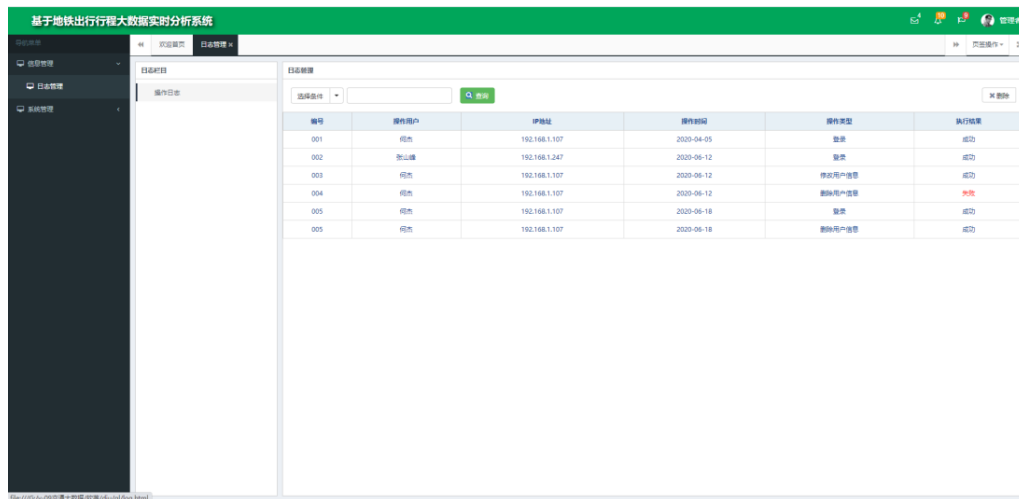 基于地铁出行行程大数据实时分析系统 4 10 9 管理
导航菜单 欢迎首页 日志管理 × 页签操作
信息管理 日志栏目 日志管理
日志管理 操作日志 选择条件 查询 删除
系统管理
编号 操作用户 IP地址 操作时间 操作类型 执行结果
001 何杰 192.168.1.107 2020-04-05 登录 成功
002 张山峰 192.168.1.247 2020-06-12 登录 成功
003 何杰 192.168.1.107 2020-06-12 修改用户信息 成功
004 何杰 192.168.1.107 2020-06-12 删除用户信息 失败
005 何杰 192.168.1.107 2020-06-18 登录 成功
005 何杰 192.168.1.107 2020-06-18 删除用户信息 成功